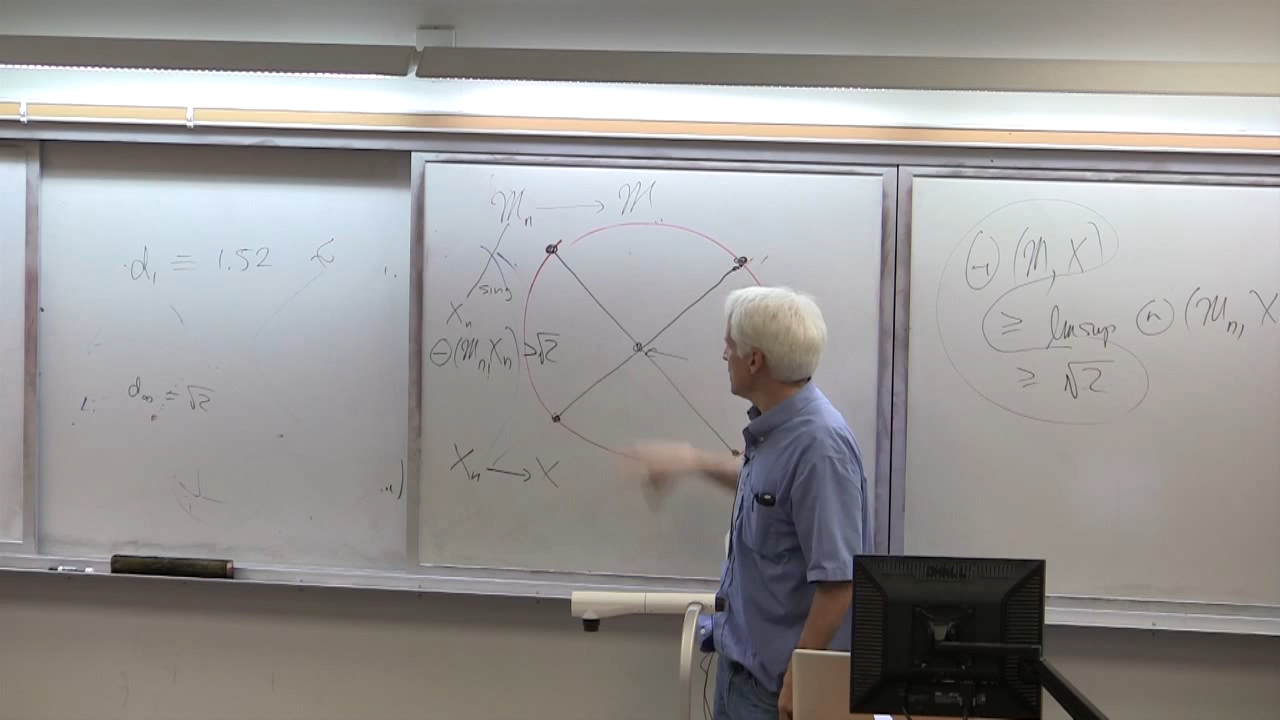 d₁ = 1.52
d∞ = √2
𝓜ₙ ⟶ 𝓜
X
sing
Xₙ
Θ(𝓜ₙ, Xₙ) > √2
Xₙ ⟶ X
Θ(𝓜, X)
≥ limsup Θ(𝓜ₙ, X
≥ √2